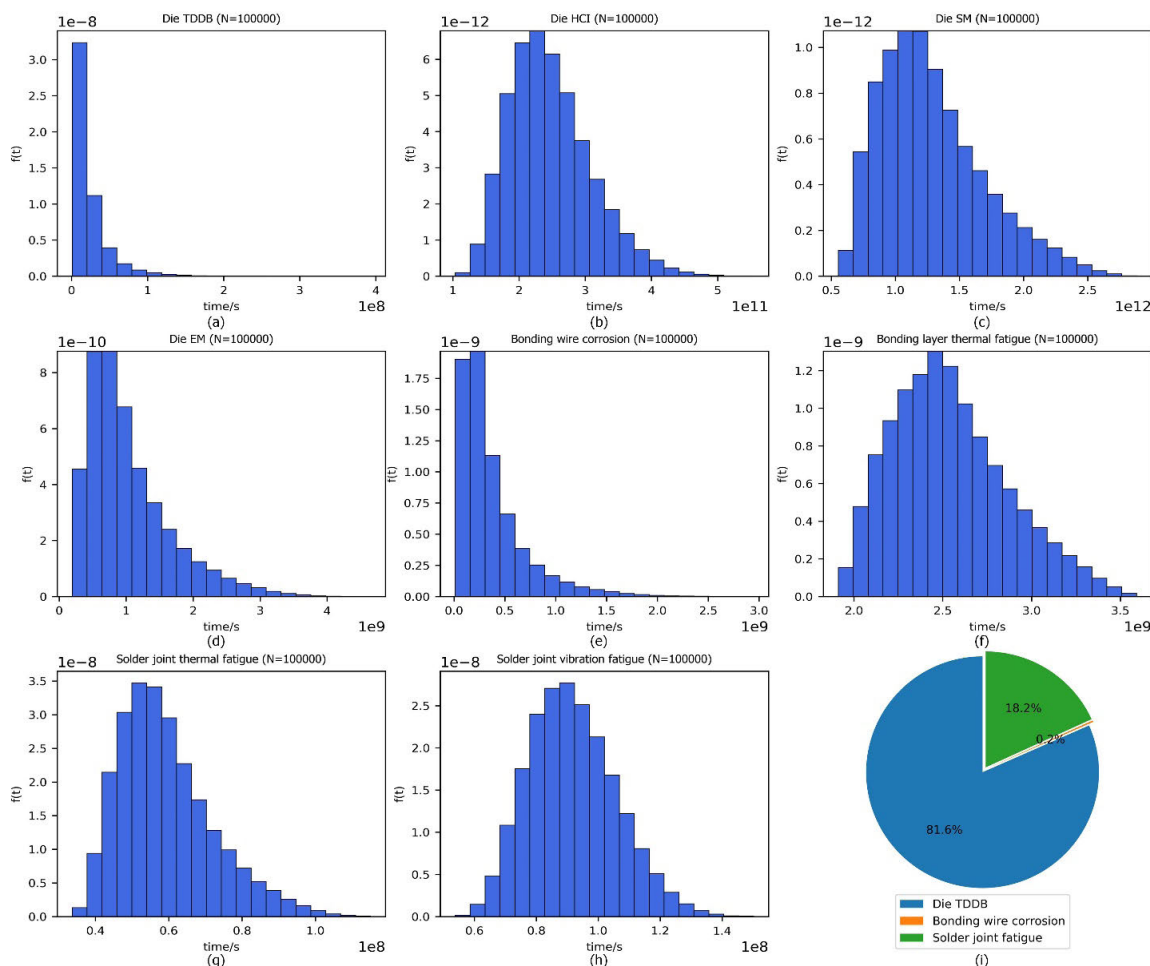 1e-8 Die TDDB (N=100000)
3.0
2.5
2.0
1.5
1.0
0.5
0.0
f(t)
0 1 2 3 4
time/s 1e8
(a)
1e-12 Die HCI (N=100000)
6
5
4
3
2
1
0
f(t)
1 2 3 4 5
time/s 1e11
(b)
1e-12 Die SM (N=100000)
1.0
0.8
0.6
0.4
0.2
0.0
f(t)
0.5 1.0 1.5 2.0 2.5
time/s 1e12
(c)
1e-10 Die EM (N=100000)
8
6
4
2
0
f(t)
0 1 2 3 4
time/s 1e9
(d)
1e-9 Bonding wire corrosion (N=100000)
1.75
1.50
1.25
1.00
0.75
0.50
0.25
0.00
f(t)
0.0 0.5 1.0 1.5 2.0 2.5 3.0
time/s 1e9
(e)
1e-9 Bonding layer thermal fatigue (N=100000)
1.2
1.0
0.8
0.6
0.4
0.2
0.0
f(t)
2.0 2.5 3.0 3.5
time/s 1e9
(f)
1e-8 Solder joint thermal fatigue (N=100000)
3.5
3.0
2.5
2.0
1.5
1.0
0.5
0.0
f(t)
0.4 0.6 0.8 1.0
time/s 1e8
(g)
1e-8 Solder joint vibration fatigue (N=100000)
2.5
2.0
1.5
1.0
0.5
0.0
f(t)
0.6 0.8 1.0 1.2 1.4
time/s 1e8
(h)
18.2%
0.2%
81.6%
Die TDDB
Bonding wire corrosion
Solder joint fatigue
(i)